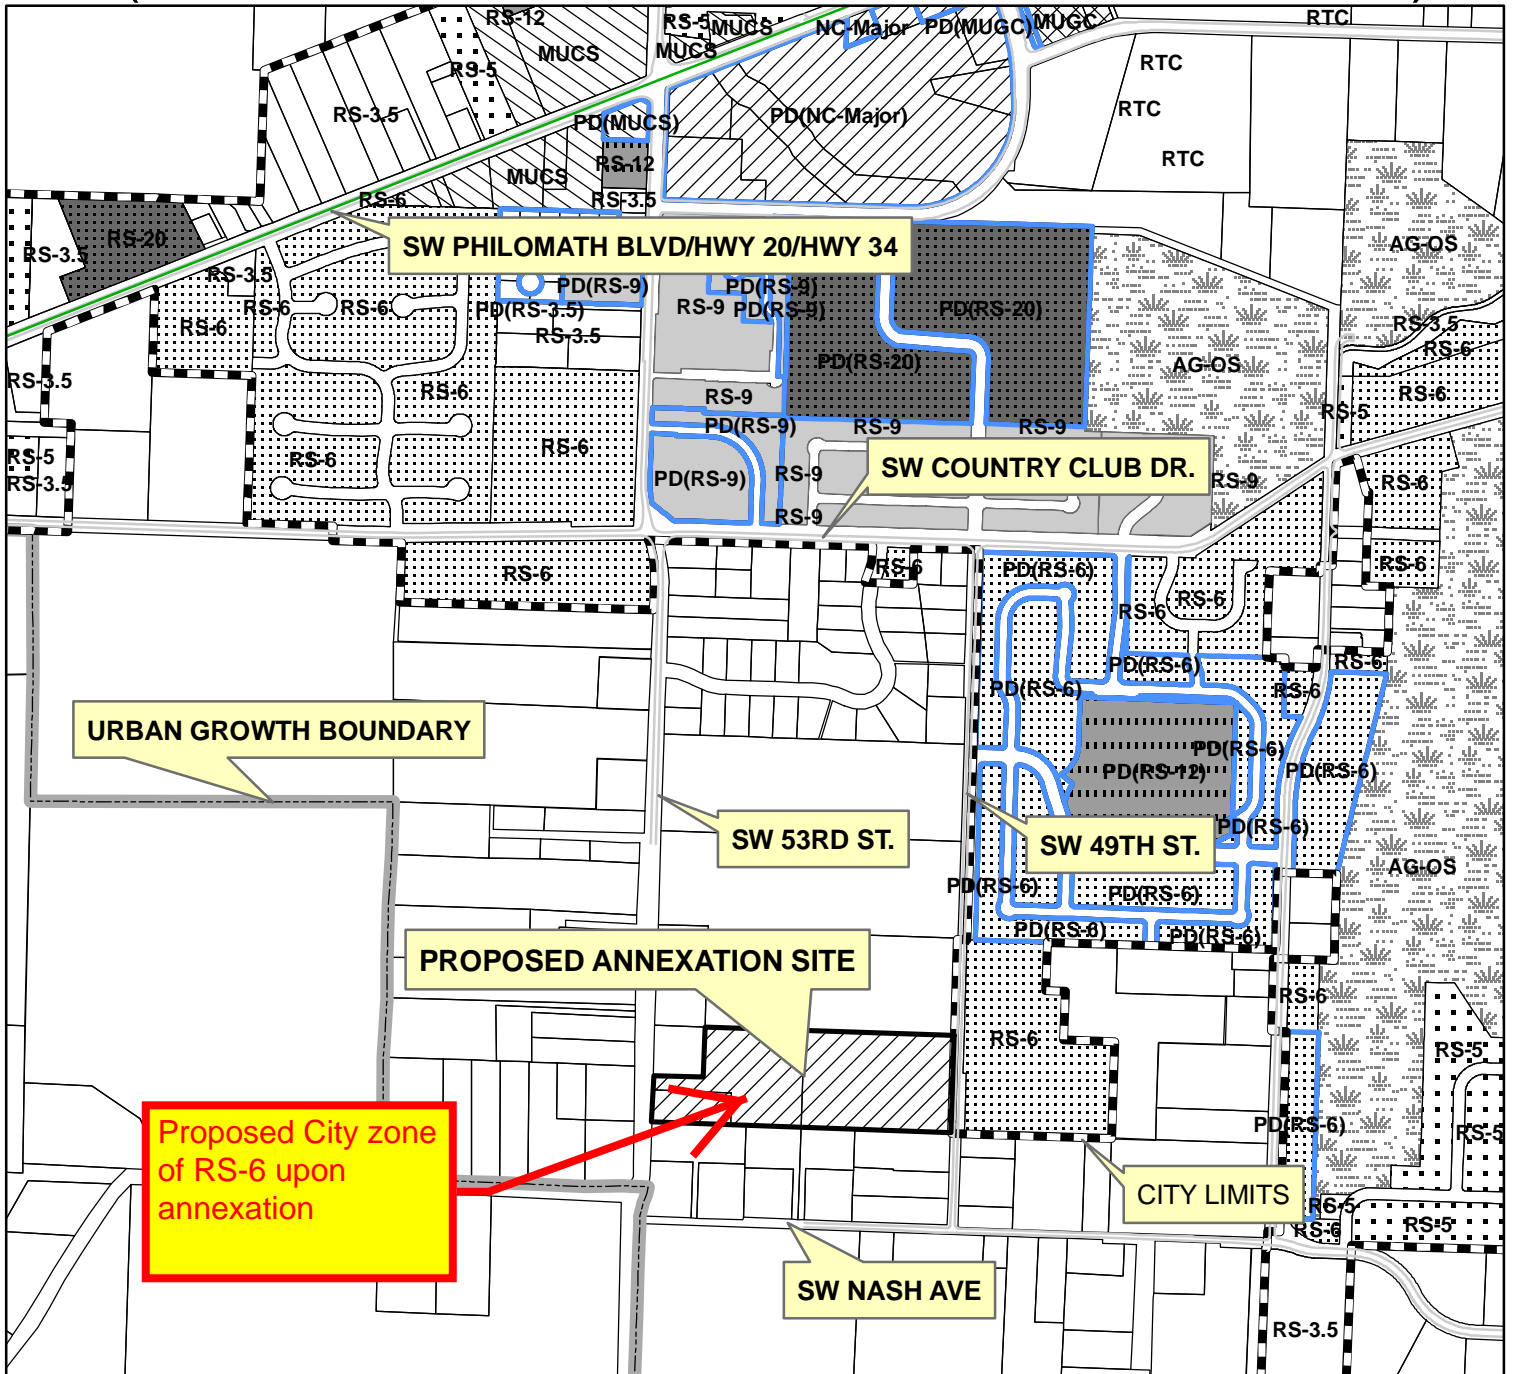 RS-12
RS-5
MUCS
NC-Major
PD(MUGC)
MUGC
RTC
MUCS
MUCS
RS-5
RTC
RS-3.5
PD(MUCS)
PD(NC-Major)
RTC
RS-12
RTC
MUCS
RS-6
RS-3.5
RS-20
SW PHILOMATH BLVD/HWY 20/HWY 34
AG-OS
RS-3.5
RS-3.5
PD(RS-9)
PD(RS-9)
RS-6
RS-6
RS-6
PD(RS-3.5)
RS-9
PD(RS-9)
PD(RS-20)
RS-3.5
RS-3.5
RS-6
PD(RS-20)
AG-OS
RS-3.5
RS-6
RS-9
RS-6
RS-5
PD(RS-9)
RS-9
RS-9
RS-6
RS-5
RS-6
RS-3.5
PD(RS-9)
RS-9
SW COUNTRY CLUB DR.
RS-9
RS-6
RS-9
RS-6
RS-6
PD(RS-6)
RS-6
RS-6
RS-6
PD(RS-6)
RS-6
PD(RS-6)
RS-6
URBAN GROWTH BOUNDARY
PD(RS-6)
PD(RS-12)
PD(RS-6)
SW 53RD ST.
SW 49TH ST.
PD(RS-6)
AG-OS
PD(RS-6)
PD(RS-6)
PD(RS-6)
PD(RS-6)
PROPOSED ANNEXATION SITE
RS-6
RS-6
RS-5
Proposed City zone
of RS-6 upon
annexation
PD(RS-6)
RS-5
CITY LIMITS
RS-5
RS-6
RS-5
SW NASH AVE
RS-3.5